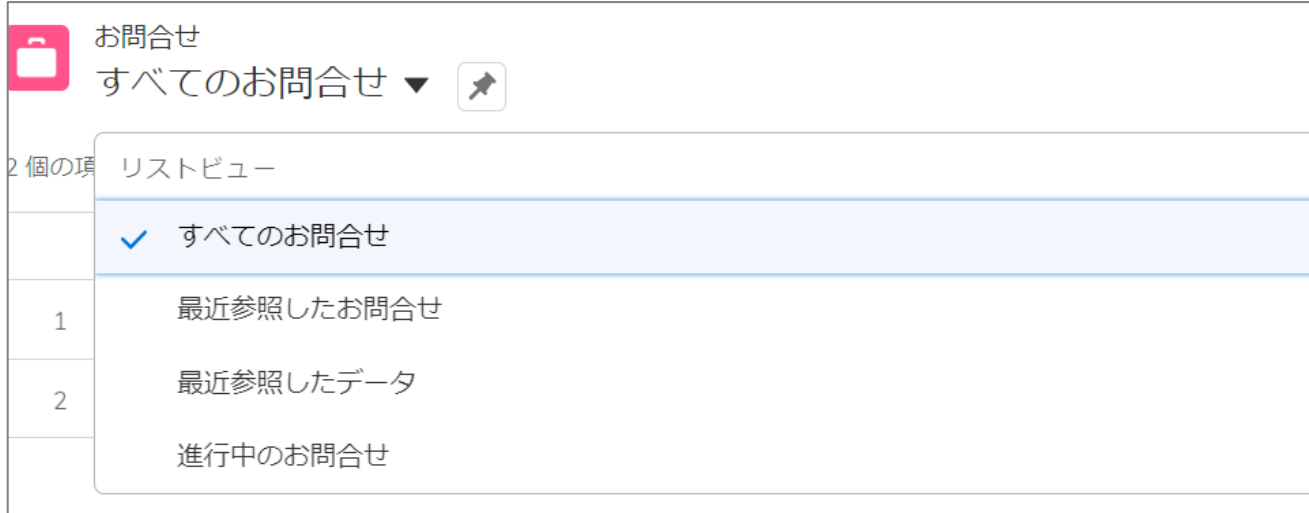 お問合せ
すべてのお問合せ
2 個の項
リストビュー
すべてのお問合せ
最近参照したお問合せ
1
最近参照したデータ
2
進行中のお問合せ